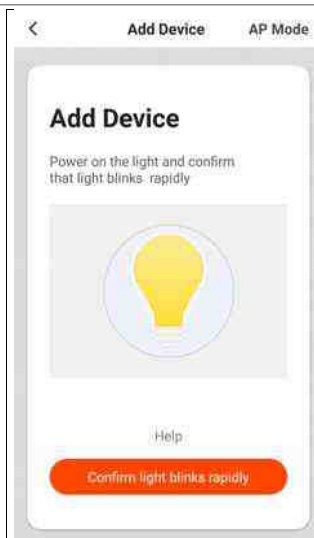 Add Device
AP Mode
Add Device
Power on the light and confirm
that light blinks rapidly
Help
Confirm light blinks rapidly